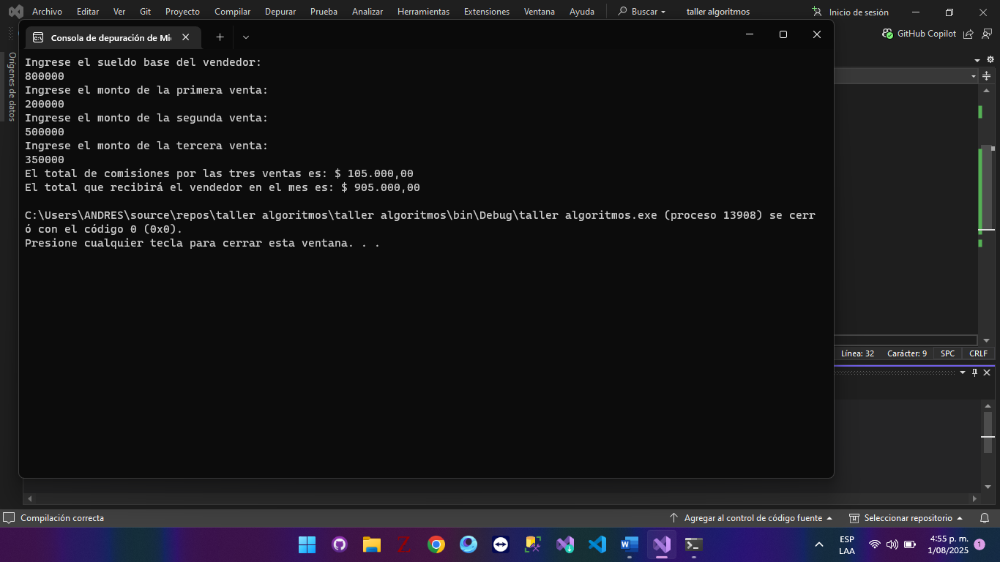 Archivo Editar Ver Git Proyecto Compilar Depurar Prueba Analizar Herramientas Extensiones Ventana Ayuda Buscar taller algoritmos Inicio de sesión
GitHub Copilot
Consola de depuración de Mi
Orígenes de datos
Ingrese el sueldo base del vendedor:
800000
Ingrese el monto de la primera venta:
200000
Ingrese el monto de la segunda venta:
500000
Ingrese el monto de la tercera venta:
350000
El total de comisiones por las tres ventas es: $ 105.000,00
El total que recibirá el vendedor en el mes es: $ 905.000,00
C:\Users\ANDRES\source\repos\taller algoritmos\taller algoritmos\bin\Debug\taller algoritmos.exe (proceso 13908) se cerr
ó con el código 0 (0x0).
Presione cualquier tecla para cerrar esta ventana. . .
Línea: 32 Carácter: 9 SPC CRLF
Compilación correcta Agregar al control de código fuente Seleccionar repositorio
ESP
LAA
4:55 p. m.
1/08/2025
1